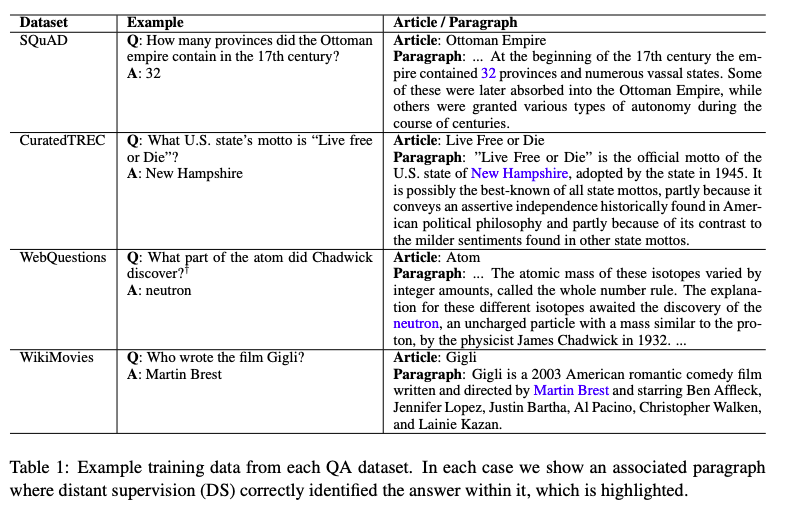 Dataset Example Article / Paragraph
SQuAD Q: How many provinces did the Ottoman Article: Ottoman Empire
empire contain in the 17th century? Paragraph: ... At the beginning of the 17th century the em-
A: 32 pire contained 32 provinces and numerous vassal states. Some
of these were later absorbed into the Ottoman Empire, while
others were granted various types of autonomy during the
course of centuries.
CuratedTREC Q: What U.S. state's motto is “Live free Article: Live Free or Die
or Die”? Paragraph: ”Live Free or Die” is the official motto of the
A: New Hampshire U.S. state of New Hampshire, adopted by the state in 1945. It
is possibly the best-known of all state mottos, partly because it
conveys an assertive independence historically found in Amer-
ican political philosophy and partly because of its contrast to
the milder sentiments found in other state mottos.
WebQuestions Q: What part of the atom did Chadwick Article: Atom
discover?† Paragraph: ... The atomic mass of these isotopes varied by
A: neutron integer amounts, called the whole number rule. The explana-
tion for these different isotopes awaited the discovery of the
neutron, an uncharged particle with a mass similar to the pro-
ton, by the physicist James Chadwick in 1932. ...
WikiMovies Q: Who wrote the film Gigli? Article: Gigli
A: Martin Brest Paragraph: Gigli is a 2003 American romantic comedy film
written and directed by Martin Brest and starring Ben Affleck,
Jennifer Lopez, Justin Bartha, Al Pacino, Christopher Walken,
and Lainie Kazan.
Table 1: Example training data from each QA dataset. In each case we show an associated paragraph
where distant supervision (DS) correctly identified the answer within it, which is highlighted.